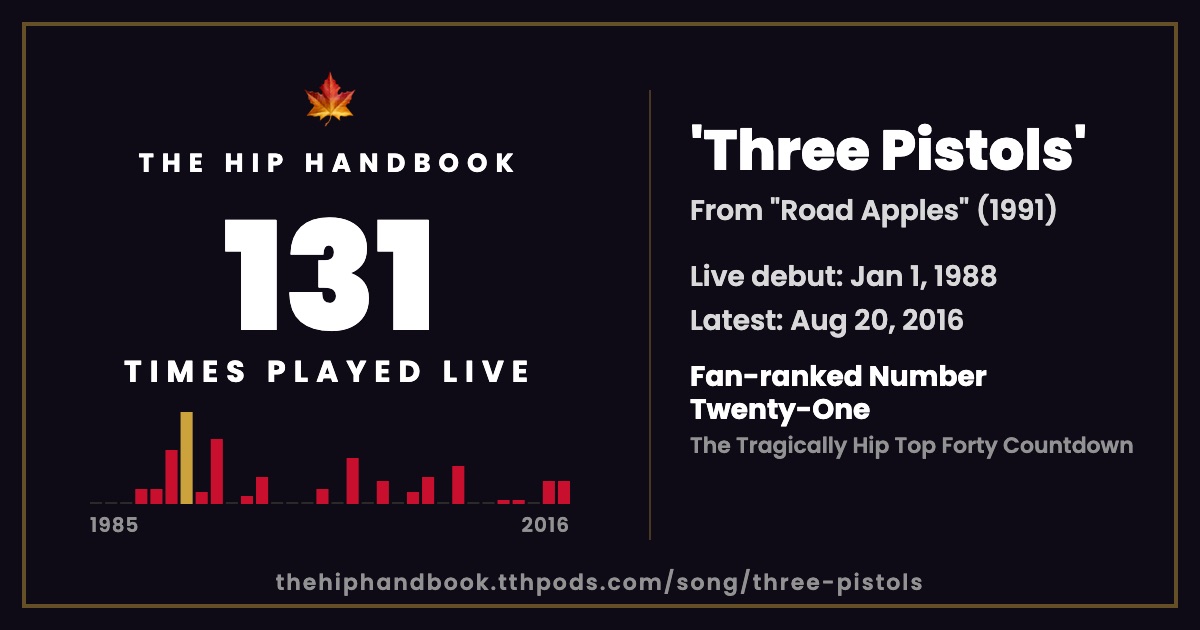 THE HIP HANDBOOK
131
TIMES PLAYED LIVE
1985
2016
'Three Pistols'
From "Road Apples" (1991)
Live debut: Jan 1, 1988
Latest: Aug 20, 2016
Fan-ranked Number
Twenty-One
The Tragically Hip Top Forty Countdown
thehiphandbook.tthpods.com/song/three-pistols